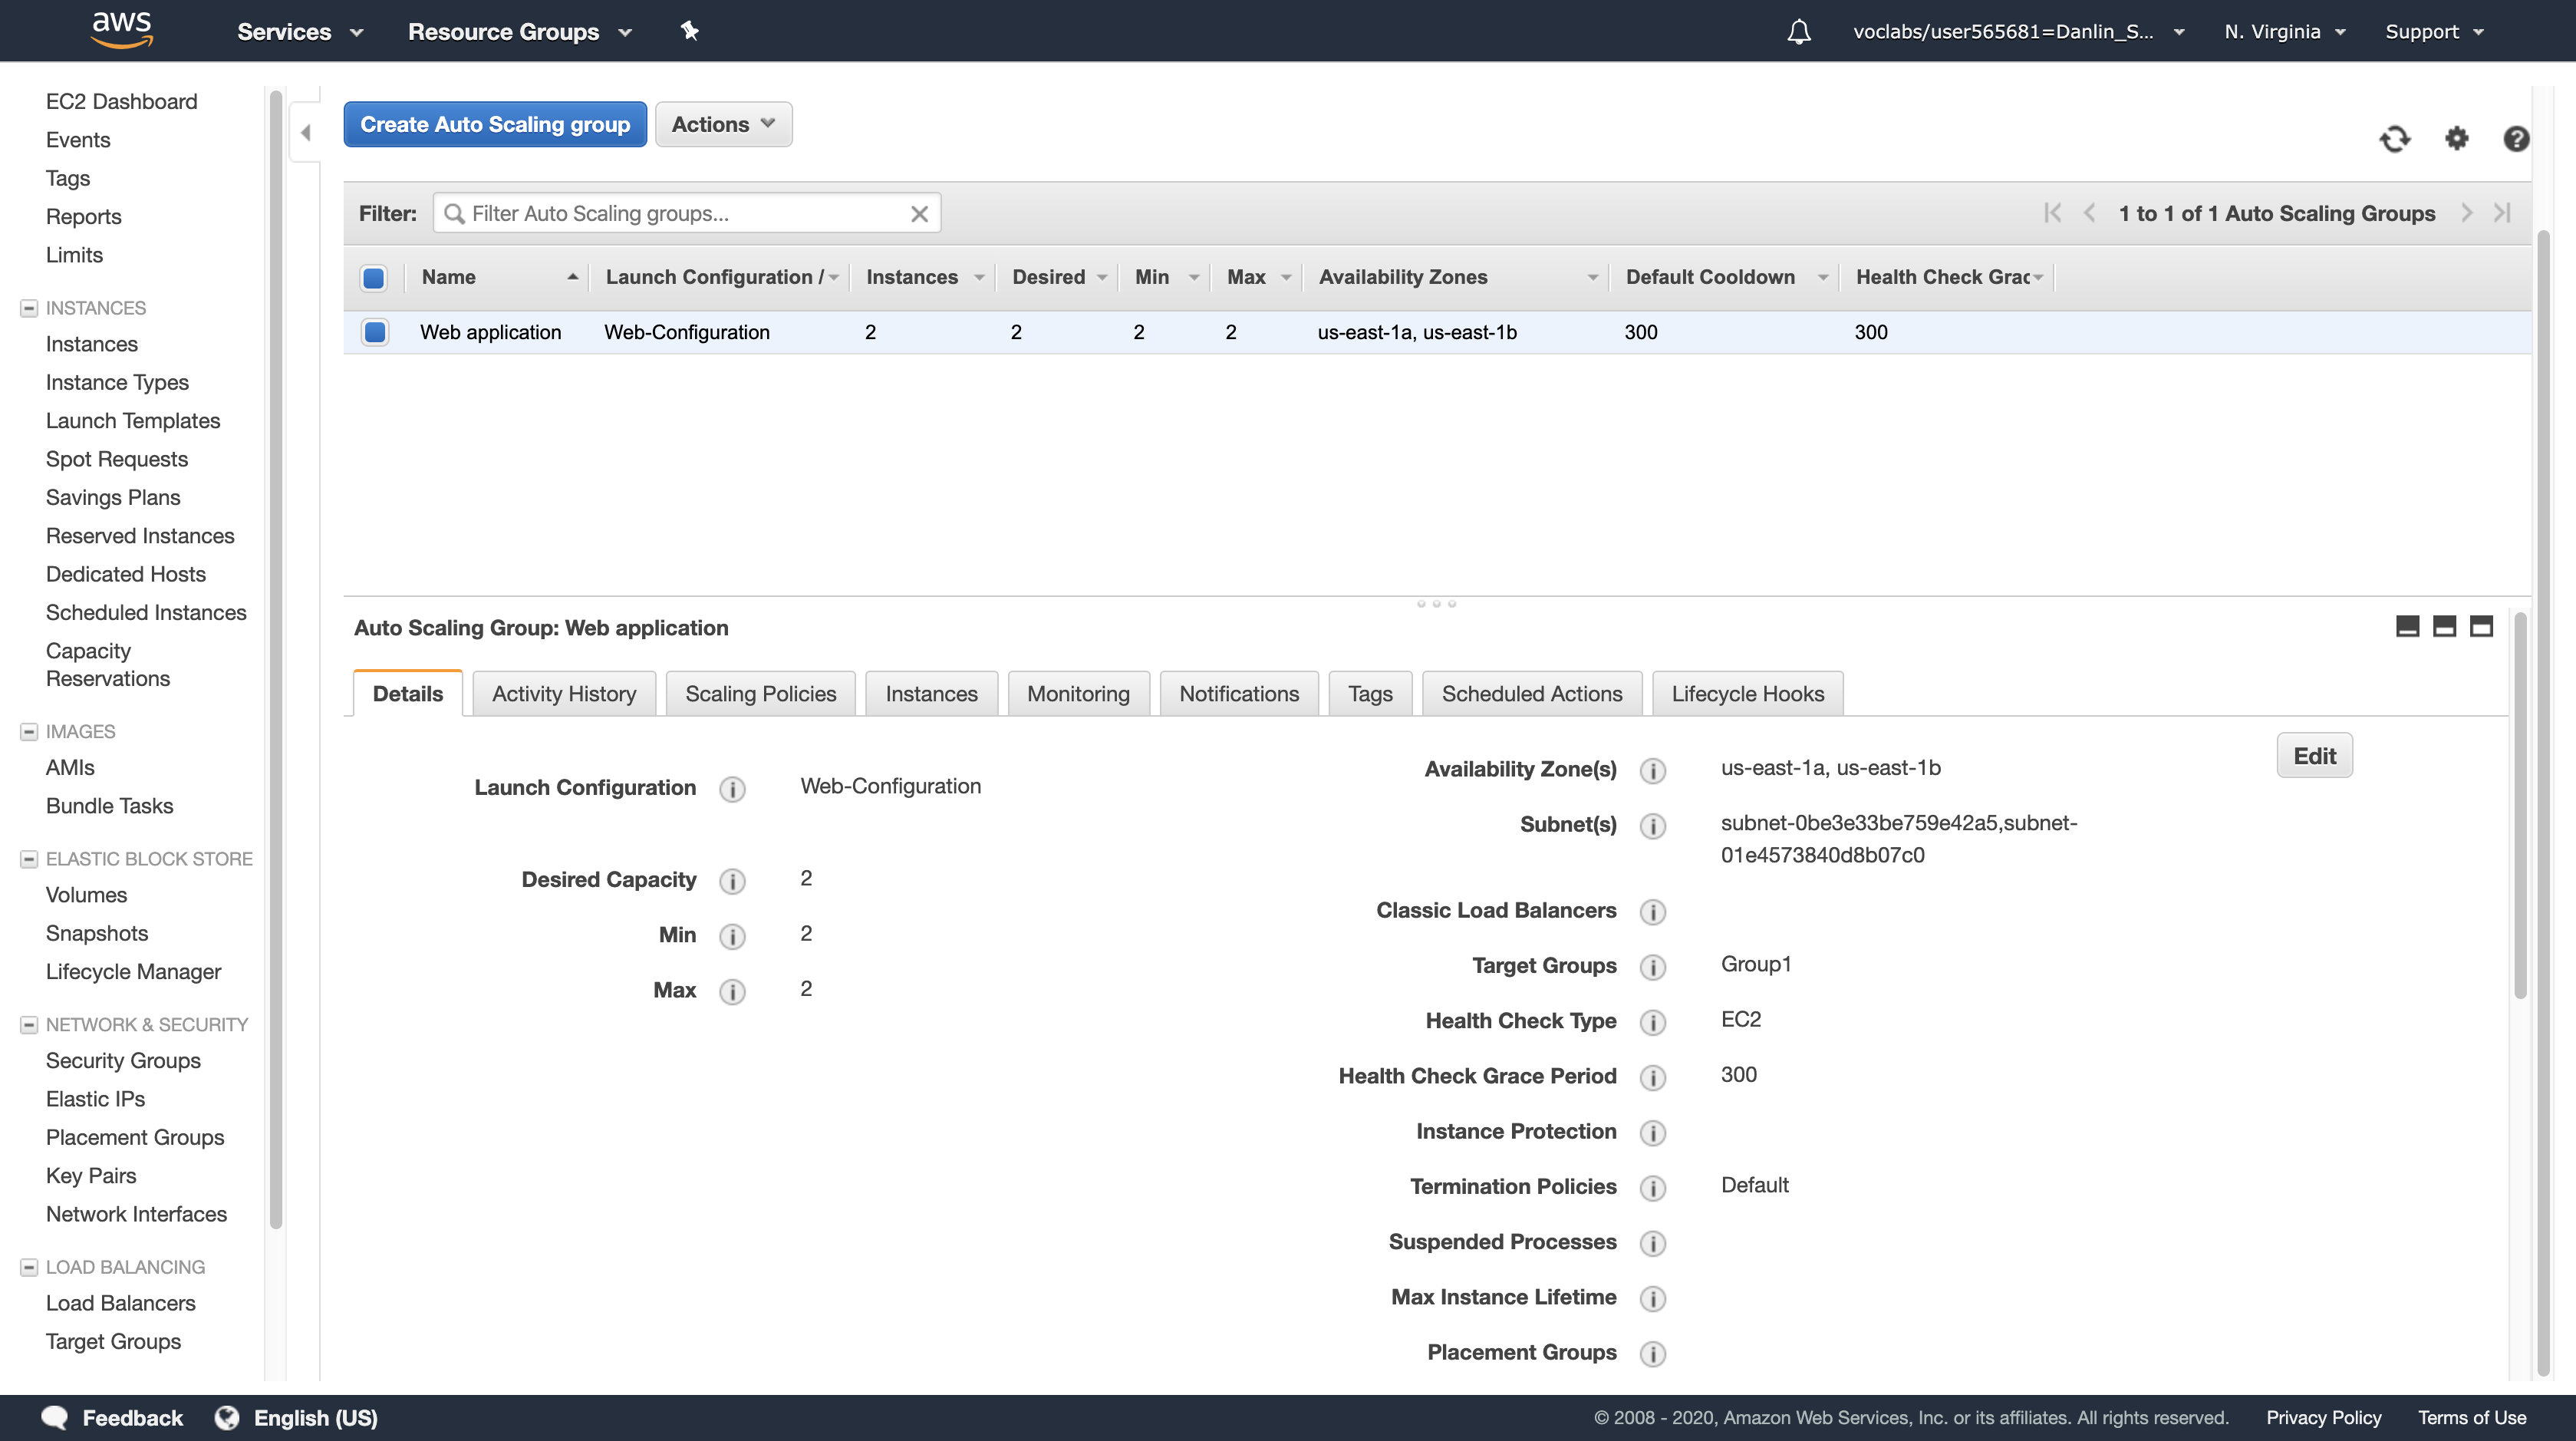 aws
Services
Resource Groups
voclabs/user565681=Danlin_S...
N. Virginia
Support
EC2 Dashboard
Events
Tags
Reports
Limits
INSTANCES
Instances
Instance Types
Launch Templates
Spot Requests
Savings Plans
Reserved Instances
Dedicated Hosts
Scheduled Instances
Capacity
Reservations
IMAGES
AMIs
Bundle Tasks
ELASTIC BLOCK STORE
Volumes
Snapshots
Lifecycle Manager
NETWORK & SECURITY
Security Groups
Elastic IPs
Placement Groups
Key Pairs
Network Interfaces
LOAD BALANCING
Load Balancers
Target Groups
Create Auto Scaling group
Actions
Filter: Filter Auto Scaling groups...
1 to 1 of 1 Auto Scaling Groups
Name Launch Configuration / Instances Desired Min Max Availability Zones Default Cooldown Health Check Grac
Web application Web-Configuration 2 2 2 2 us-east-1a, us-east-1b 300 300
Auto Scaling Group: Web application
Details Activity History Scaling Policies Instances Monitoring Notifications Tags Scheduled Actions Lifecycle Hooks
Edit
Launch Configuration Web-Configuration
Desired Capacity 2
Min 2
Max 2
Availability Zone(s) us-east-1a, us-east-1b
Subnet(s) subnet-0be3e33be759e42a5,subnet-
01e4573840d8b07c0
Classic Load Balancers
Target Groups Group1
Health Check Type EC2
Health Check Grace Period 300
Instance Protection
Termination Policies Default
Suspended Processes
Max Instance Lifetime
Placement Groups
Feedback
English (US)
© 2008 - 2020, Amazon Web Services, Inc. or its affiliates. All rights reserved.
Privacy Policy
Terms of Use